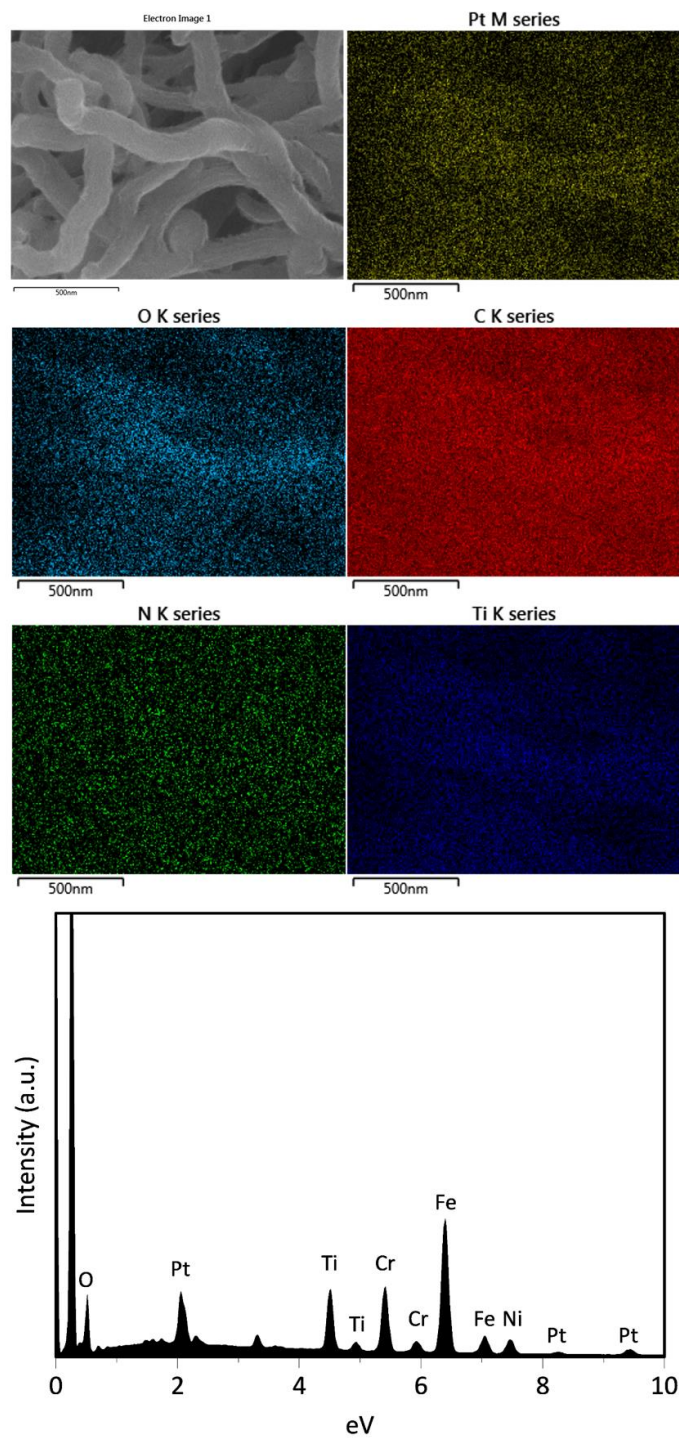 Electron Image 1
Pt M series
500nm
500nm
O K series
C K series
500nm
500nm
N K series
Ti K series
500nm
500nm
Intensity (a.u.)
O
Pt
Ti
Ti
Cr
Cr
Fe
Fe
Ni
Pt
Pt
0
2
4
6
8
10
eV